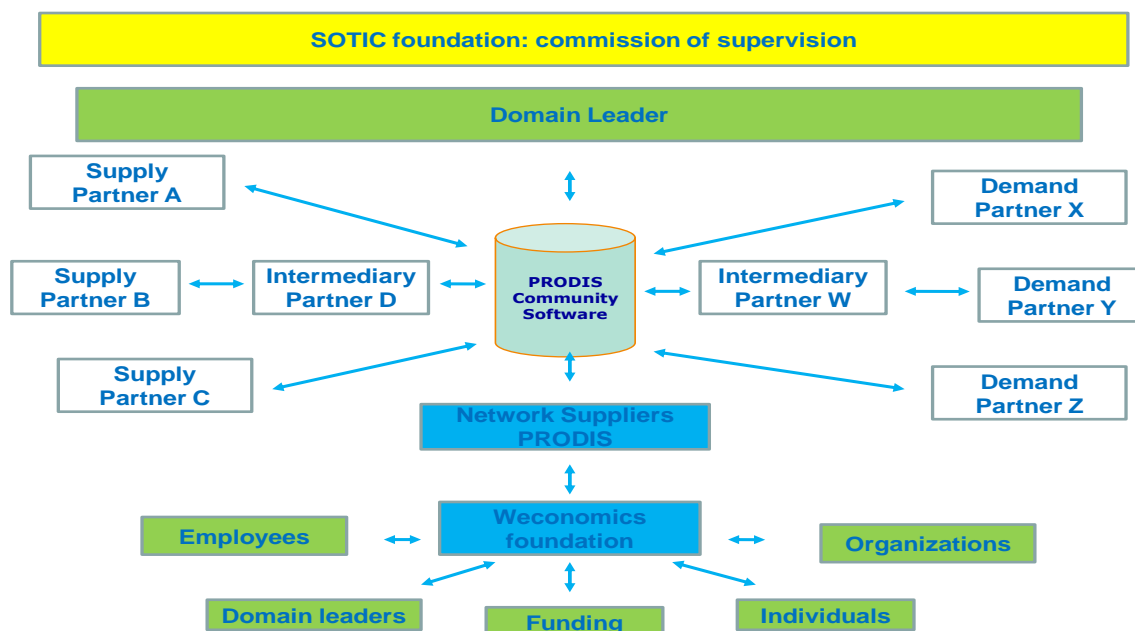 SOTIC foundation: commission of supervision
Domain Leader
Supply
Partner A
Demand
Partner X
Supply
Partner B
Intermediary
Partner D
PRODIS
Community
Software
Intermediary
Partner W
Demand
Partner Y
Supply
Partner C
Demand
Partner Z
Network Suppliers
PRODIS
Weconomics
foundation
Employees
Organizations
Domain leaders
Funding
Individuals